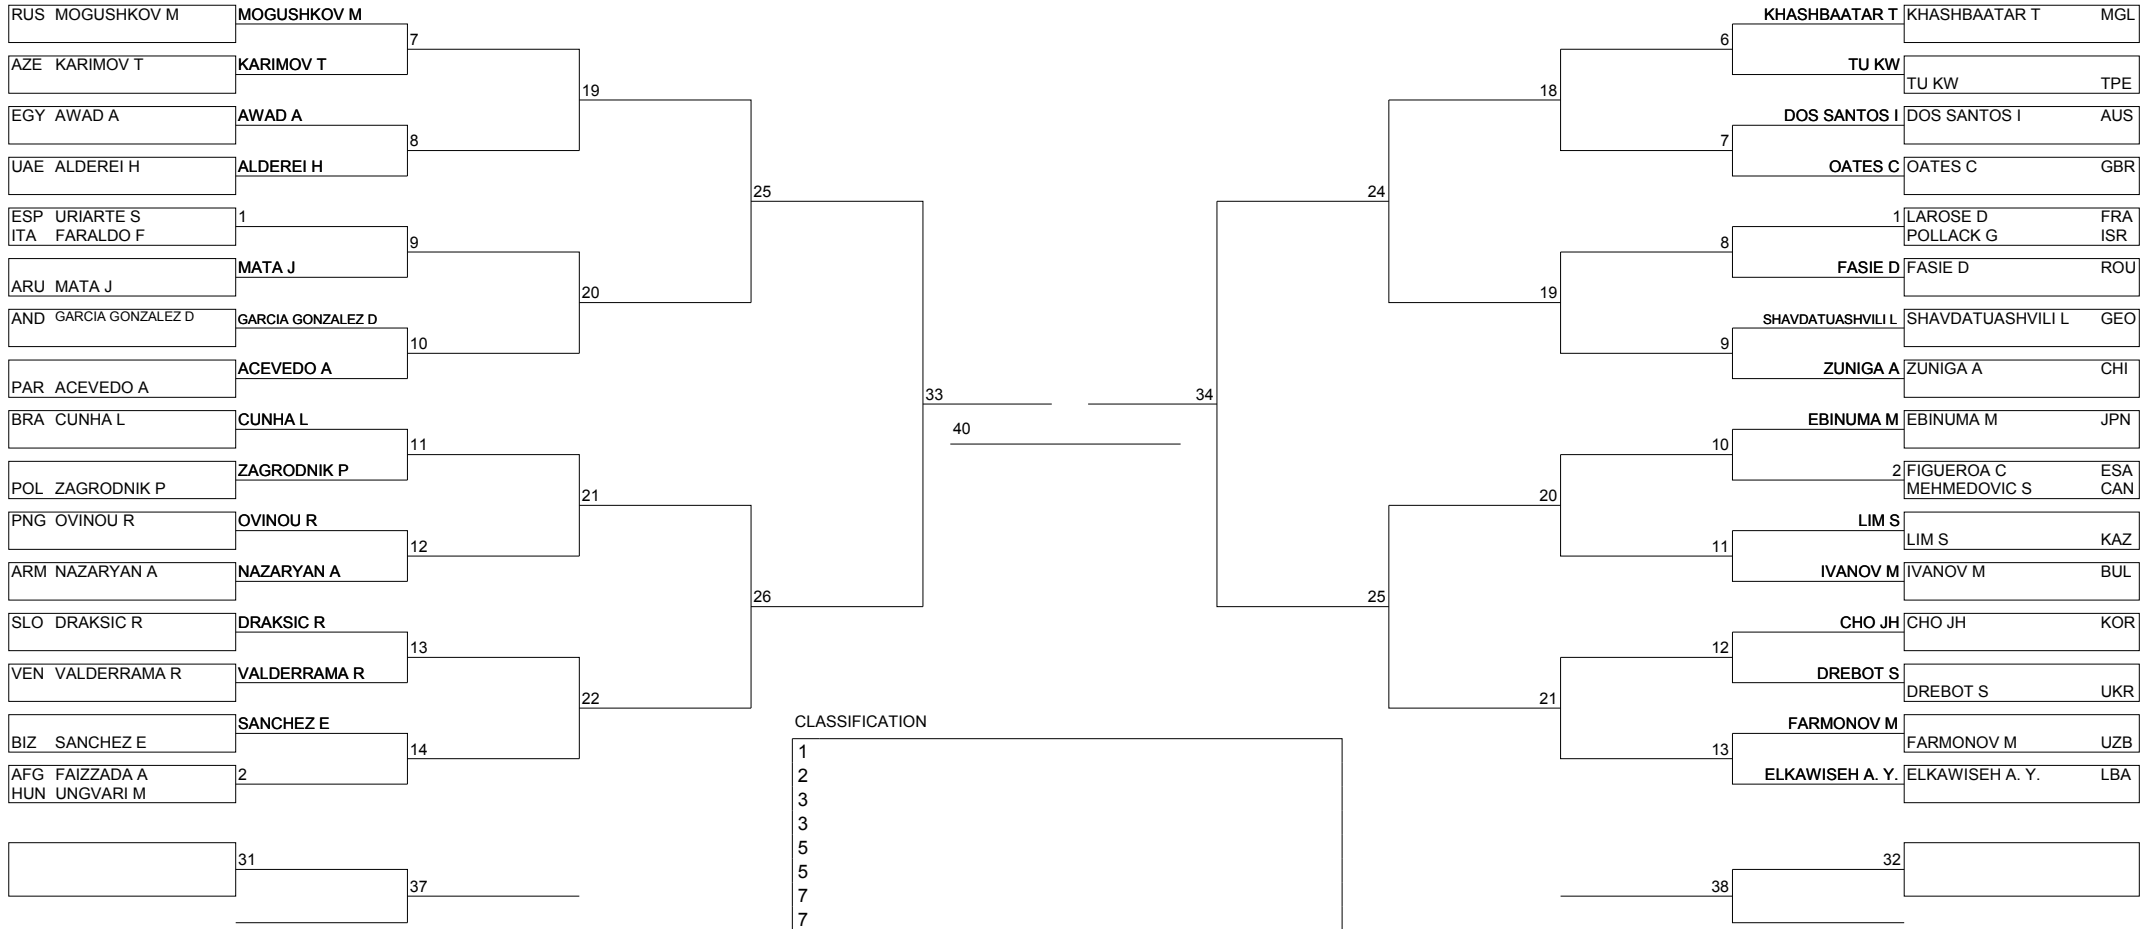 RUS MOGUSHKOV M MOGUSHKOV M
7
AZE KARIMOV T KARIMOV T
19
EGY AWAD A AWAD A
8
UAE ALDEREI H ALDEREI H
25
ESP URIARTE S 1
ITA FARALDO F
9
ARU MATA J MATA J
20
AND GARCIA GONZALEZ D GARCIA GONZALEZ D
10
PAR ACEVEDO A ACEVEDO A
33
BRA CUNHA L CUNHA L
11
POL ZAGRODNIK P ZAGRODNIK P
21
PNG OVINOU R OVINOU R
12
ARM NAZARYAN A NAZARYAN A
26
SLO DRAKSIC R DRAKSIC R
13
VEN VALDERRAMA R VALDERRAMA R
22
BIZ SANCHEZ E SANCHEZ E
14
AFG FAIZZADA A 2
HUN UNGVARI M
31
37
40
KHASHBAATAR T KHASHBAATAR T MGL
6
TU KW TU KW TPE
18
DOS SANTOS I DOS SANTOS I AUS
7
OATES C OATES C GBR
24
1 LAROSE D FRA
POLLACK G ISR
8
FASIE D FASIE D ROU
19
SHAVDATUASHVILI L SHAVDATUASHVILI L GEO
9
ZUNIGA A ZUNIGA A CHI
34
EBINUMA M EBINUMA M JPN
10
2 FIGUEROA C ESA
MEHMEDOVIC S CAN
20
LIM S LIM S KAZ
11
IVANOV M IVANOV M BUL
25
CHO JH CHO JH KOR
12
DREBOT S DREBOT S UKR
21
FARMONOV M FARMONOV M UZB
13
ELKAWISEH A. Y. ELKAWISEH A. Y. LBA
32
38
CLASSIFICATION
1
2
3
3
5
5
7
7